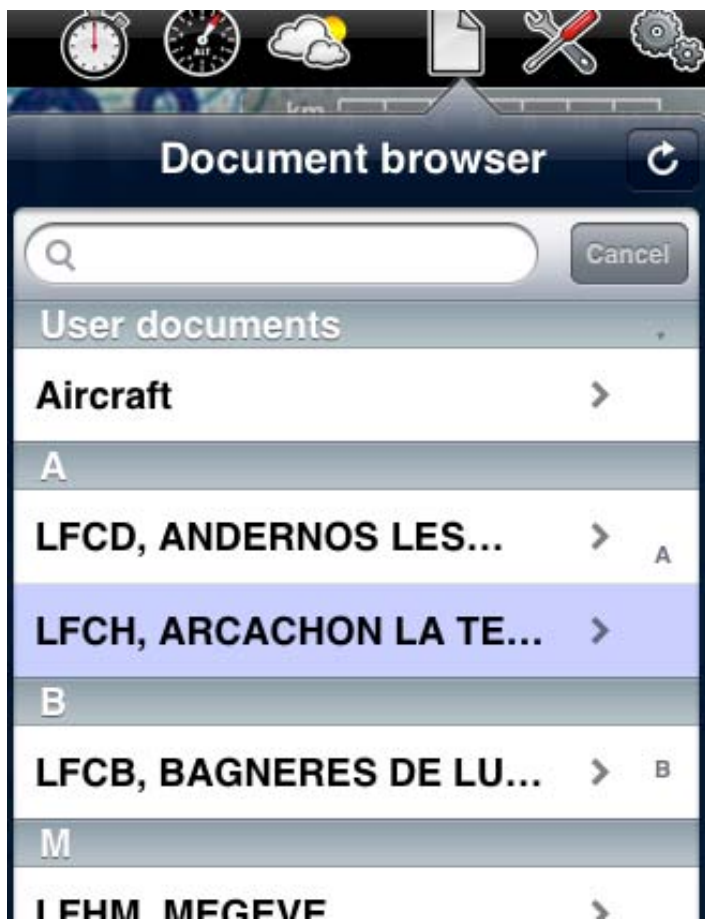 ALT
km
Document browser
Cancel
User documents
Aircraft
A
LFCD, ANDERNOS LES...
A
LFCH, ARCACHON LA TE...
B
LFCB, BAGNERES DE LU...
B
M
LFHM, MEGEVE